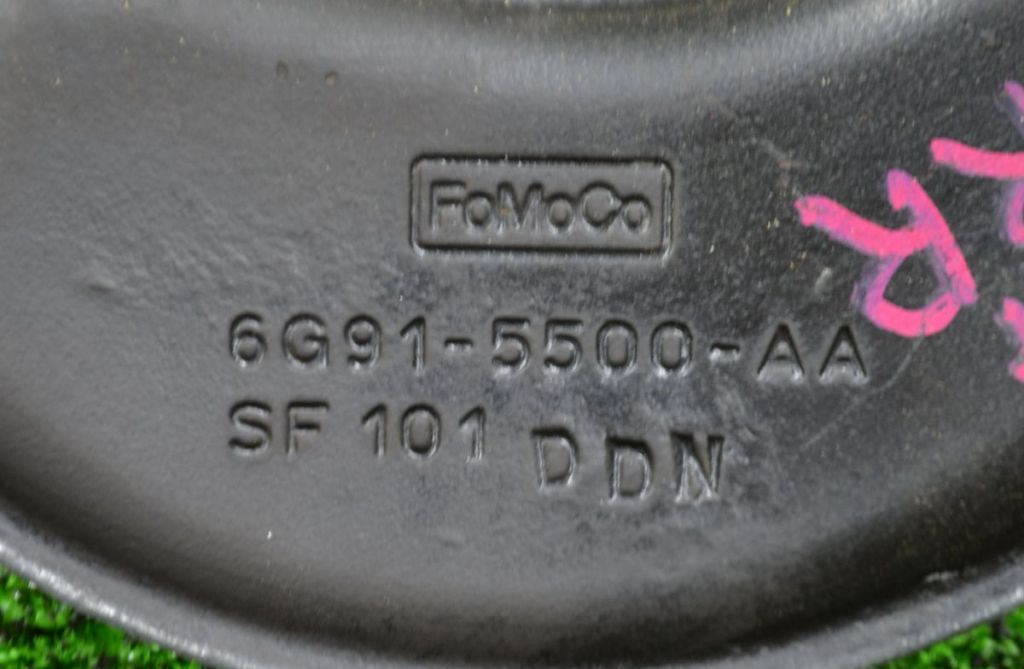 FoMoCo
6G91-5500-AA
SF 101 DDN
R